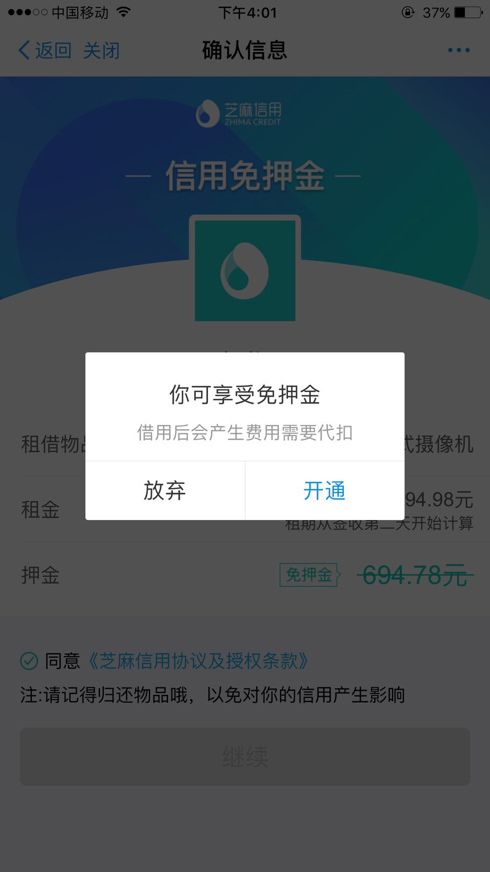 中国移动
下午4:01
37%
返回 关闭
确认信息
芝麻信用
ZHIMA CREDIT
信用免押金
你可享受免押金
借用后会产生费用需要代扣
放弃
开通
租借物品
式摄像机
租金
94.98元
租期从签收第二天开始计算
押金
免押金
694.78元
同意《芝麻信用协议及授权条款》
注:请记得归还物品哦，以免对你的信用产生影响
继续